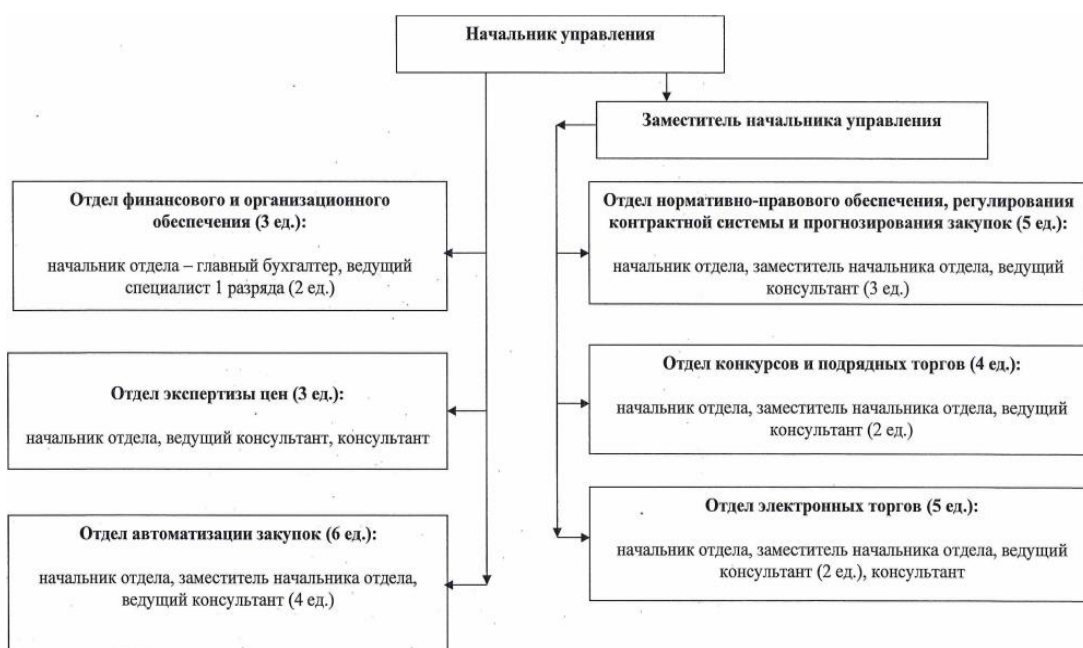 Начальник управления
Заместитель начальника управления
Отдел финансового и организационного
обеспечения (3 ед.):
начальник отдела – главный бухгалтер, ведущий
специалист 1 разряда (2 ед.)
Отдел нормативно-правового обеспечения, регулирования
контрактной системы и прогнозирования закупок (5 ед.):
начальник отдела, заместитель начальника отдела, ведущий
консультант (3 ед.)
Отдел экспертизы цен (3 ед.):
начальник отдела, ведущий консультант, консультант
Отдел конкурсов и подрядных торгов (4 ед.):
начальник отдела, заместитель начальника отдела, ведущий
консультант (2 ед.)
Отдел автоматизации закупок (6 ед.):
начальник отдела, заместитель начальника отдела,
ведущий консультант (4 ед.)
Отдел электронных торгов (5 ед.):
начальник отдела, заместитель начальника отдела, ведущий
консультант (2 ед.), консультант